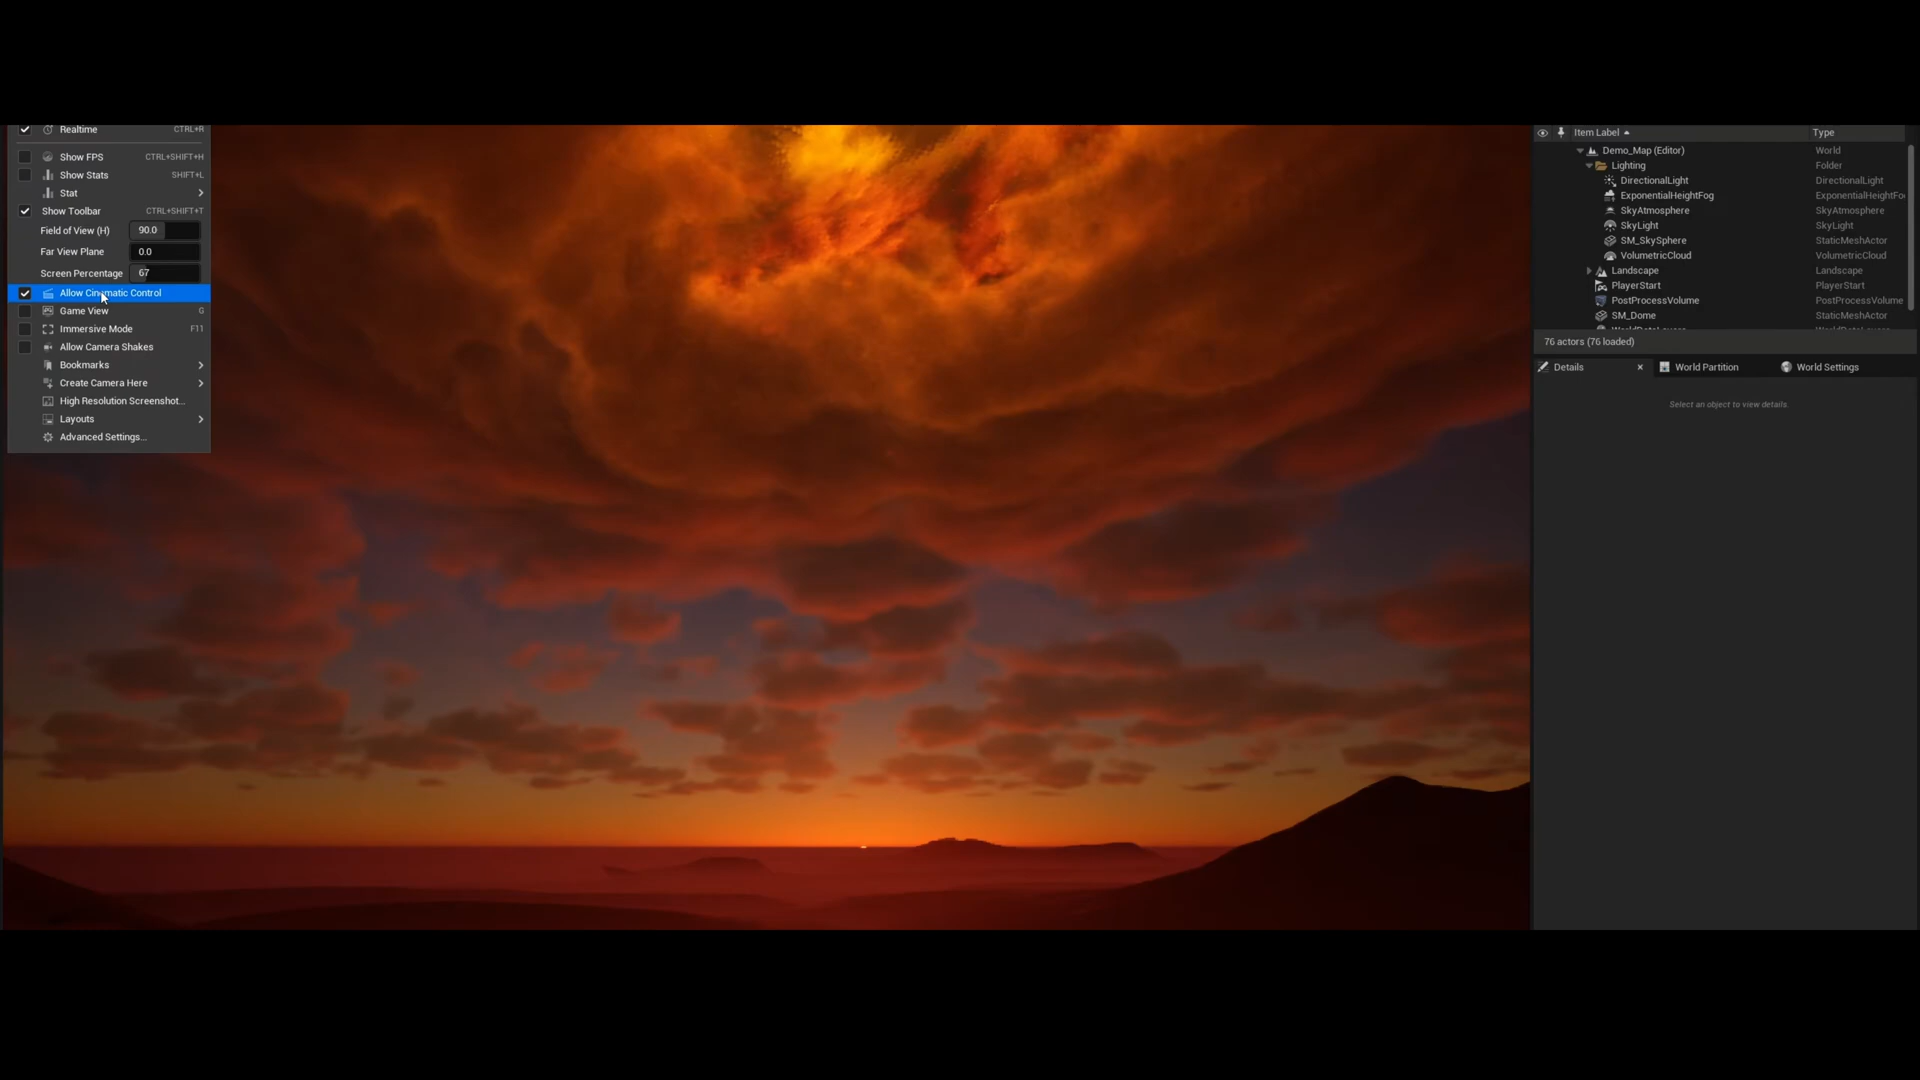 Realtime CTRL+R
Show FPS CTRL+SHIFT+H
Show Stats SHIFT+L
Stat
Show Toolbar CTRL+SHIFT+T
Field of View (H) 90.0
Far View Plane 0.0
Screen Percentage 67
Allow Cinematic Control
Game View G
Immersive Mode F11
Allow Camera Shakes
Bookmarks
Create Camera Here
High Resolution Screenshot...
Layouts
Advanced Settings...
Item Label Type
Demo_Map (Editor) World
Lighting Folder
DirectionalLight DirectionalLight
ExponentialHeightFog ExponentialHeightFo
SkyAtmosphere SkyAtmosphere
SkyLight SkyLight
SM_SkySphere StaticMeshActor
VolumetricCloud VolumetricCloud
Landscape Landscape
PlayerStart PlayerStart
PostProcessVolume PostProcessVolume
SM_Dome StaticMeshActor
76 actors (76 loaded)
Details World Partition World Settings
Select an object to view details.